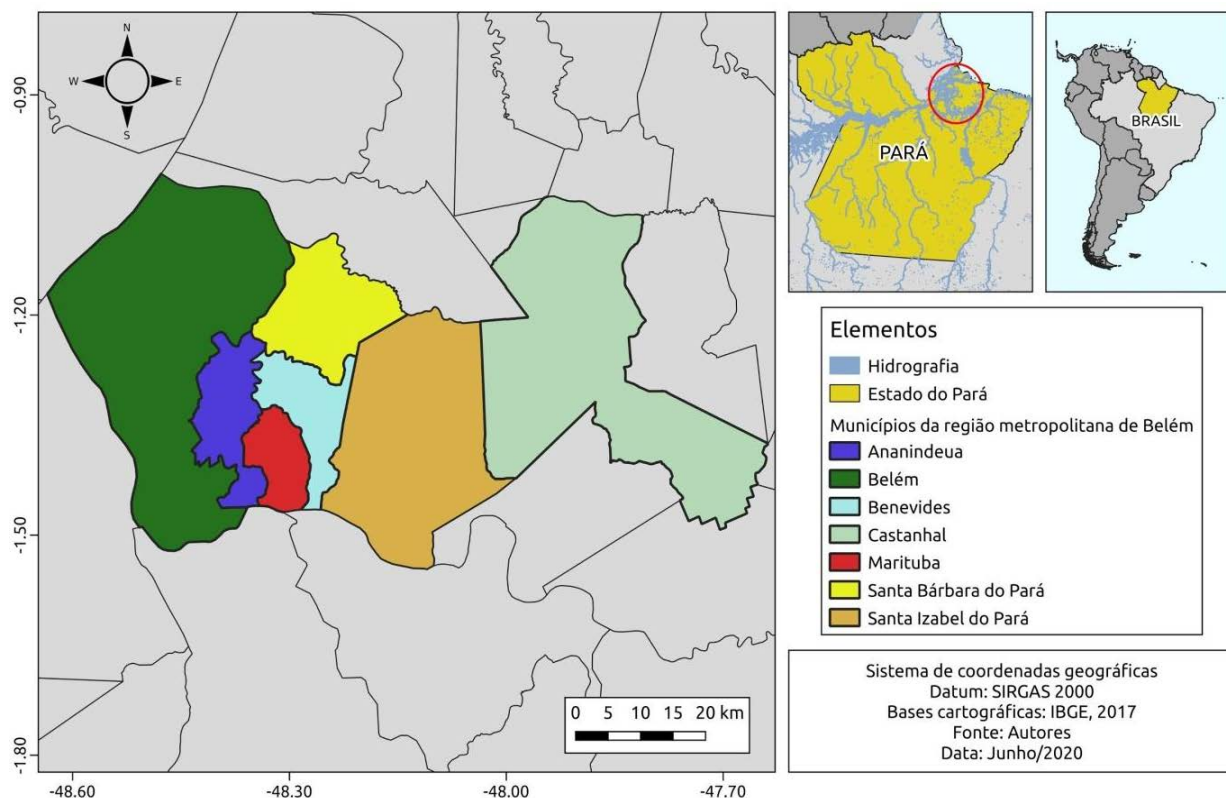 N
W E
S
-0.90
-1.20
-1.50
-1.80
-48.60 -48.30 -48.00 -47.70
0 5 10 15 20 km
PARÁ
BRASIL
Elementos
Hidrografia
Estado do Pará
Municípios da região metropolitana de Belém
Ananindeua
Belém
Benevides
Castanhal
Marituba
Santa Bárbara do Pará
Santa Izabel do Pará
Sistema de coordenadas geográficas
Datum: SIRGAS 2000
Bases cartográficas: IBGE, 2017
Fonte: Autores
Data: Junho/2020